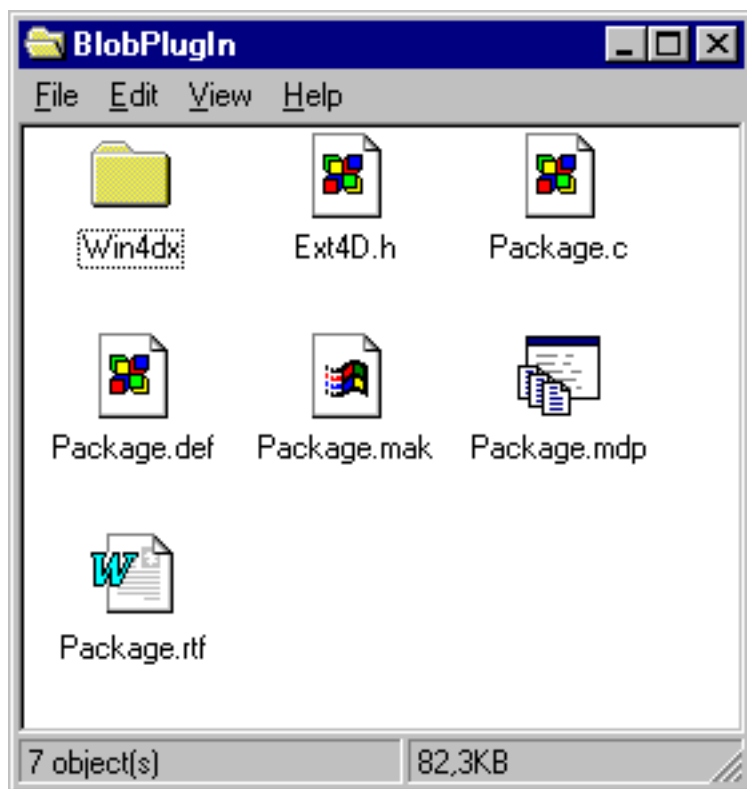 BlobPlugIn
File Edit View Help
Win4dx Ext4D.h Package.c
Package.def Package.mak Package.mdp
Package.rtf
7 object(s) 82,3KB